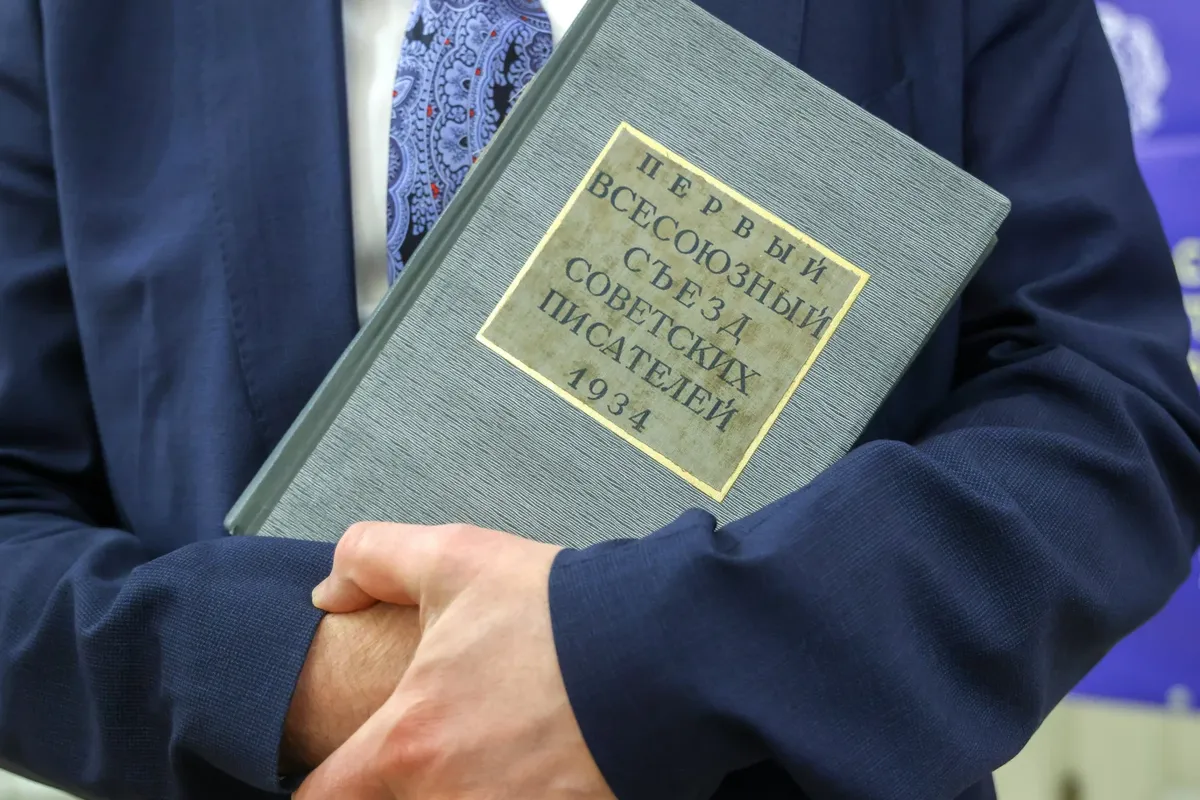 ПЕРВЫЙ
ВСЕСОЮЗНЫЙ
СЪЕЗД
СОВЕТСКИХ
ПИСАТЕЛЕЙ
1934